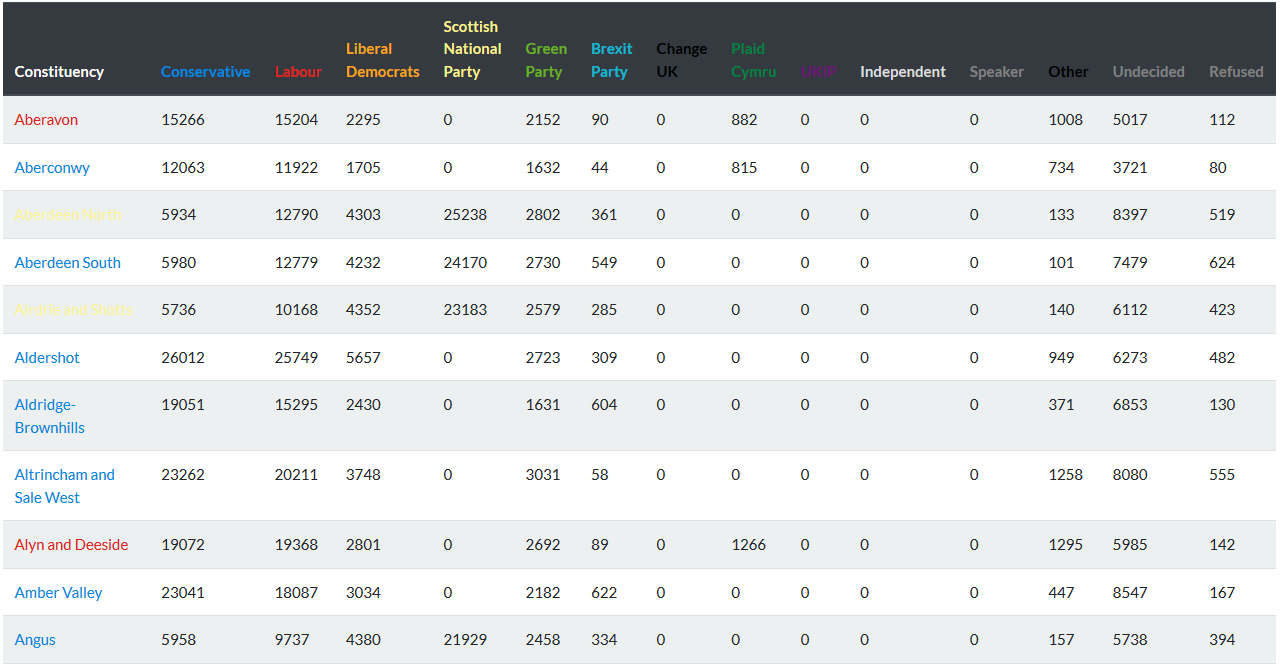 Constituency Conservative Labour Liberal Democrats Scottish National Party Green Party Brexit Party Change UK Plaid Cymru UKIP Independent Speaker Other Undecided Refused
Aberavon 15266 15204 2295 0 2152 90 0 882 0 0 0 1008 5017 112
Aberconwy 12063 11922 1705 0 1632 44 0 815 0 0 0 734 3721 80
Aberdeen North 5934 12790 4303 25238 2802 361 0 0 0 0 0 133 8397 519
Aberdeen South 5980 12779 4232 24170 2730 549 0 0 0 0 0 101 7479 624
Airdrie and Shotts 5736 10168 4352 23183 2579 285 0 0 0 0 0 140 6112 423
Aldershot 26012 25749 5657 0 2723 309 0 0 0 0 0 949 6273 482
Aldridge-
Brownhills 19051 15295 2430 0 1631 604 0 0 0 0 0 371 6853 130
Altrincham and
Sale West 23262 20211 3748 0 3031 58 0 0 0 0 0 1258 8080 555
Alyn and Deeside 19072 19368 2801 0 2692 89 0 1266 0 0 0 1295 5985 142
Amber Valley 23041 18087 3034 0 2182 622 0 0 0 0 0 447 8547 167
Angus 5958 9737 4380 21929 2458 334 0 0 0 0 0 157 5738 394